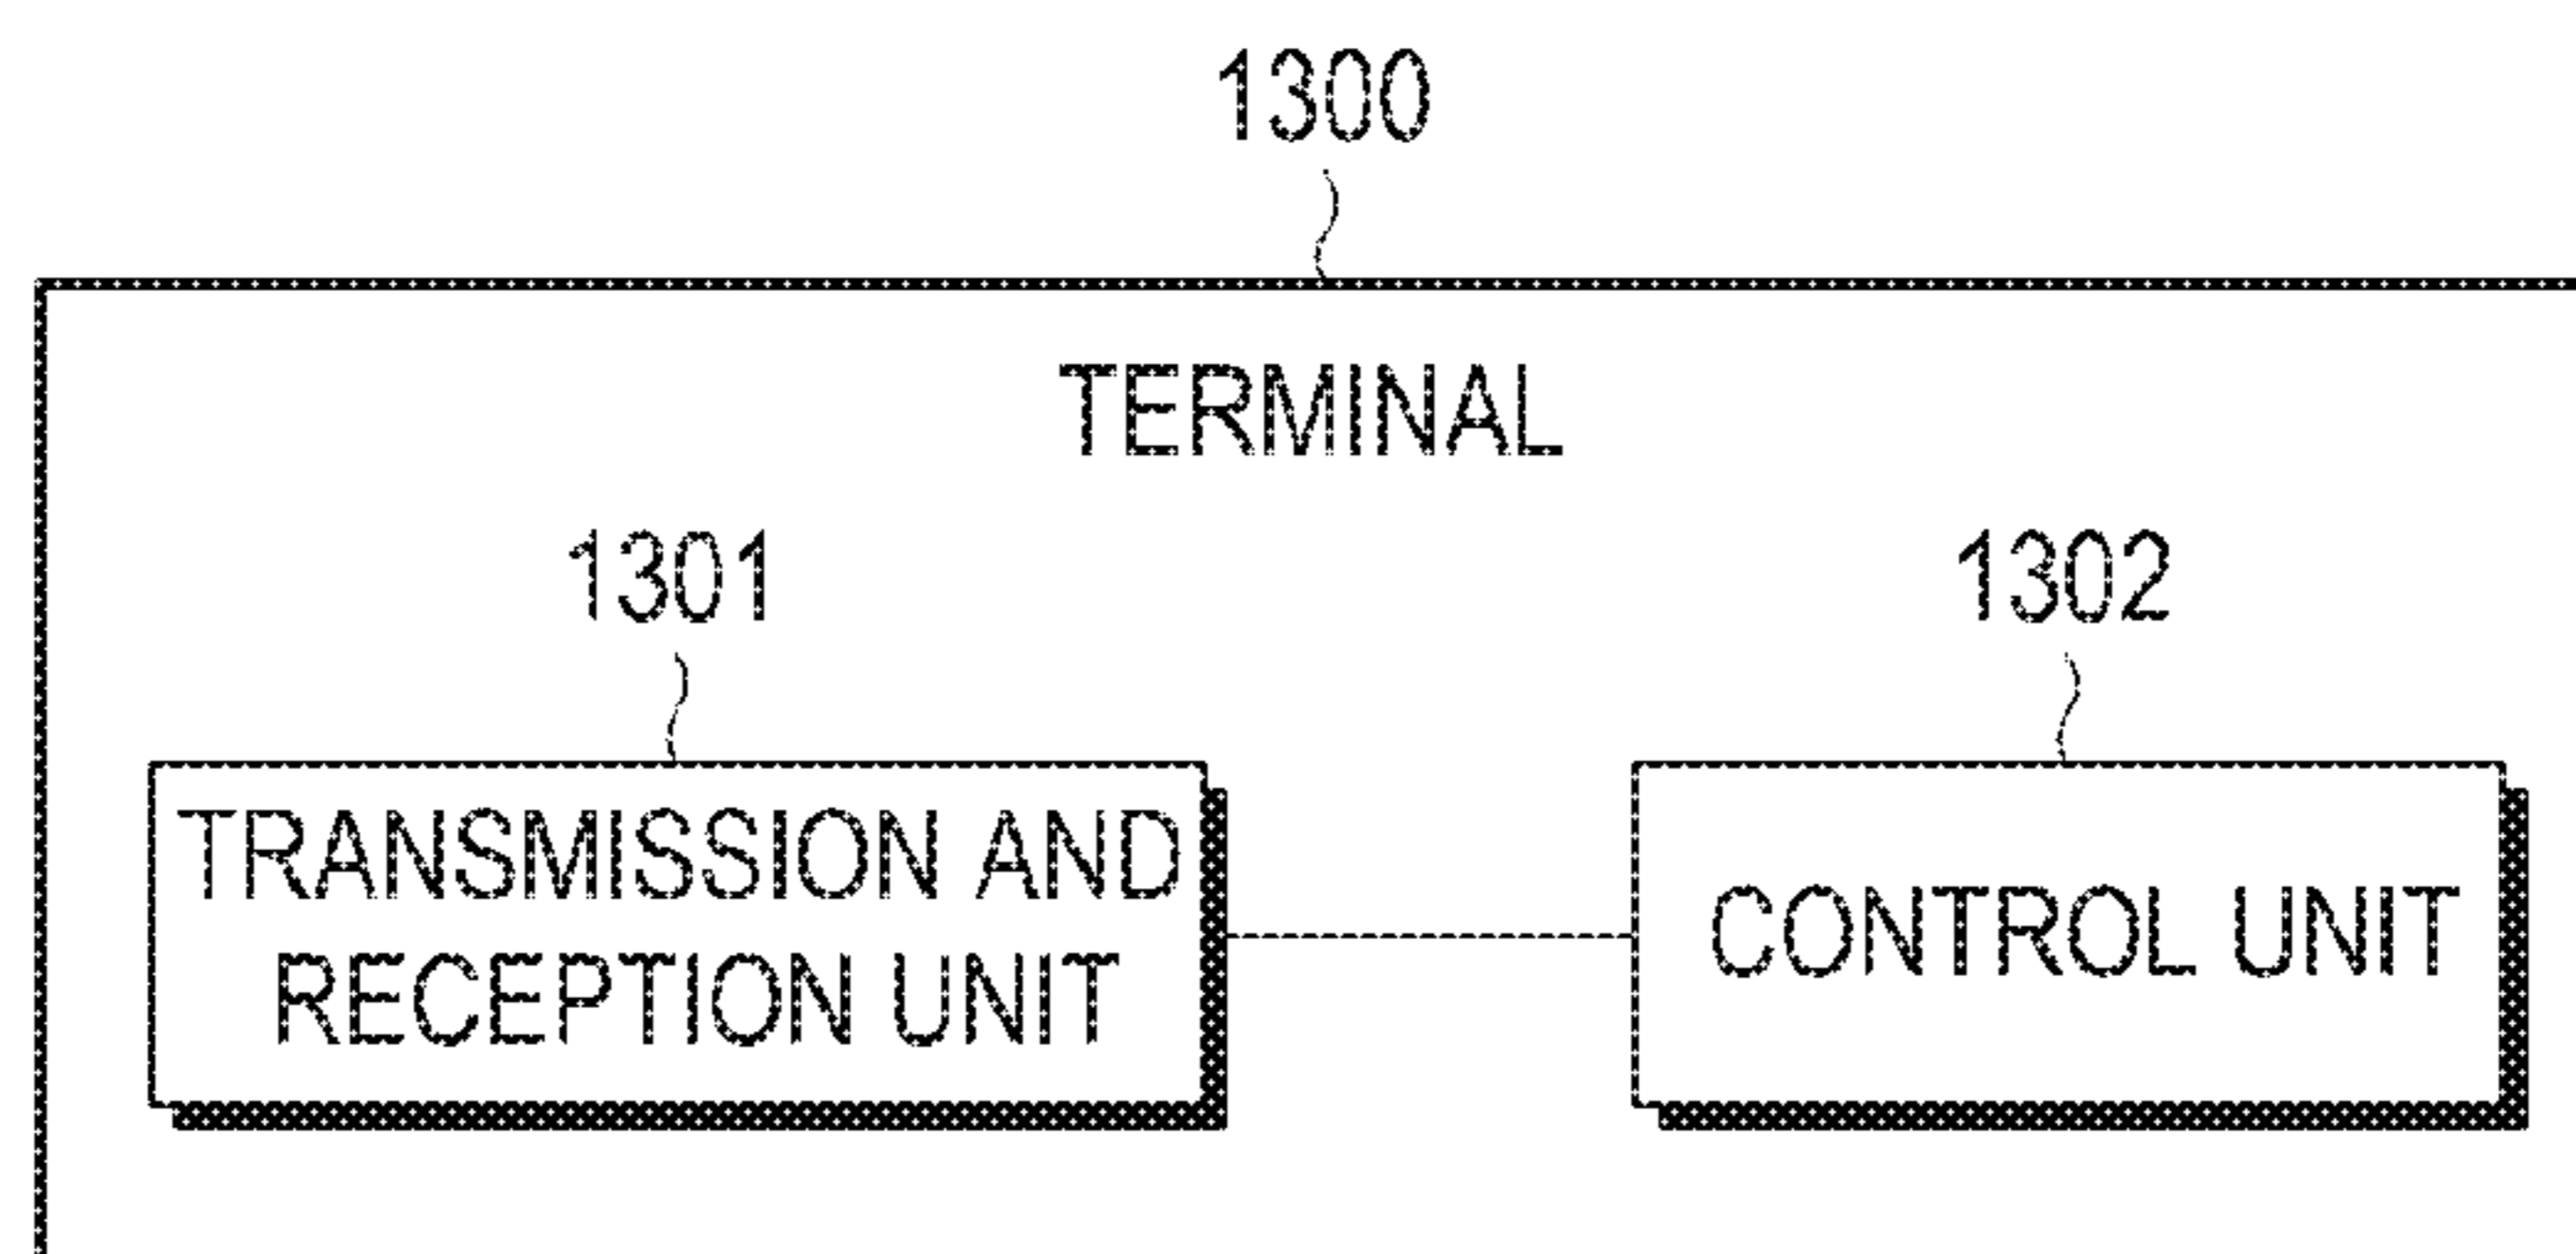 1300
TERMINAL
1301
1302
TRANSMISSION AND
RECEPTION UNIT
CONTROL UNIT